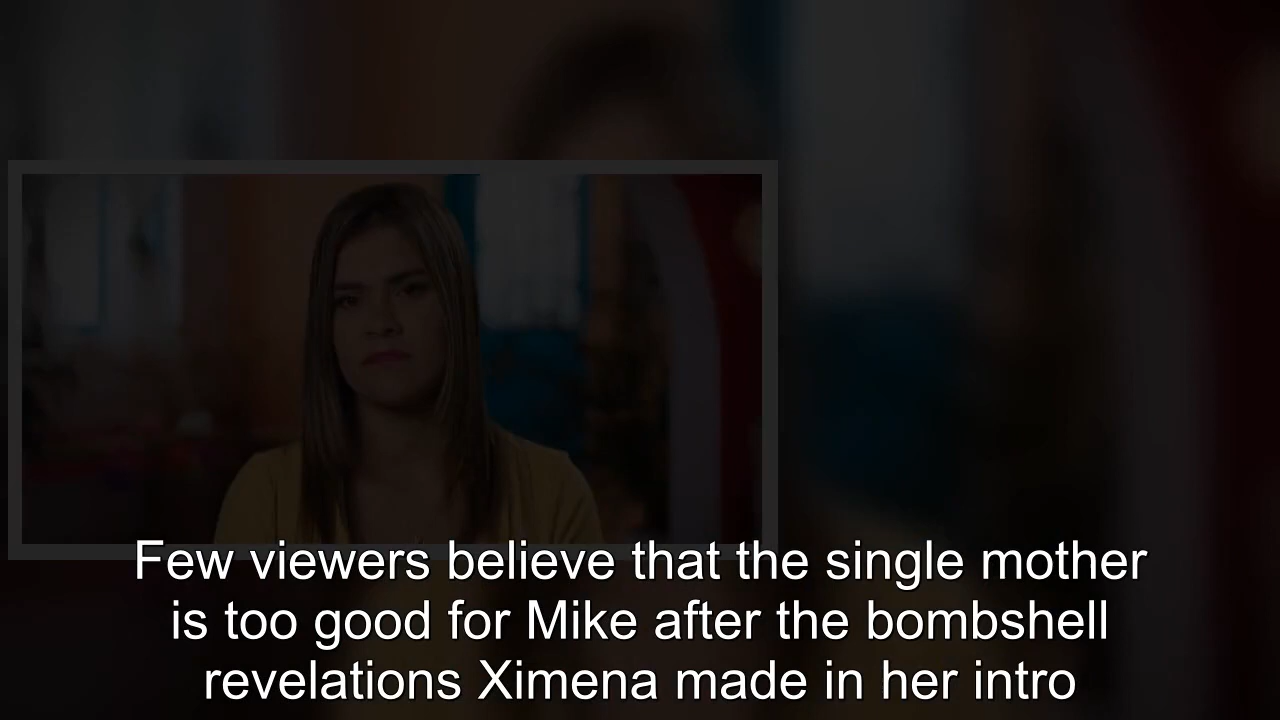 Few viewers believe that the single mother
is too good for Mike after the bombshell
revelations Ximena made in her intro